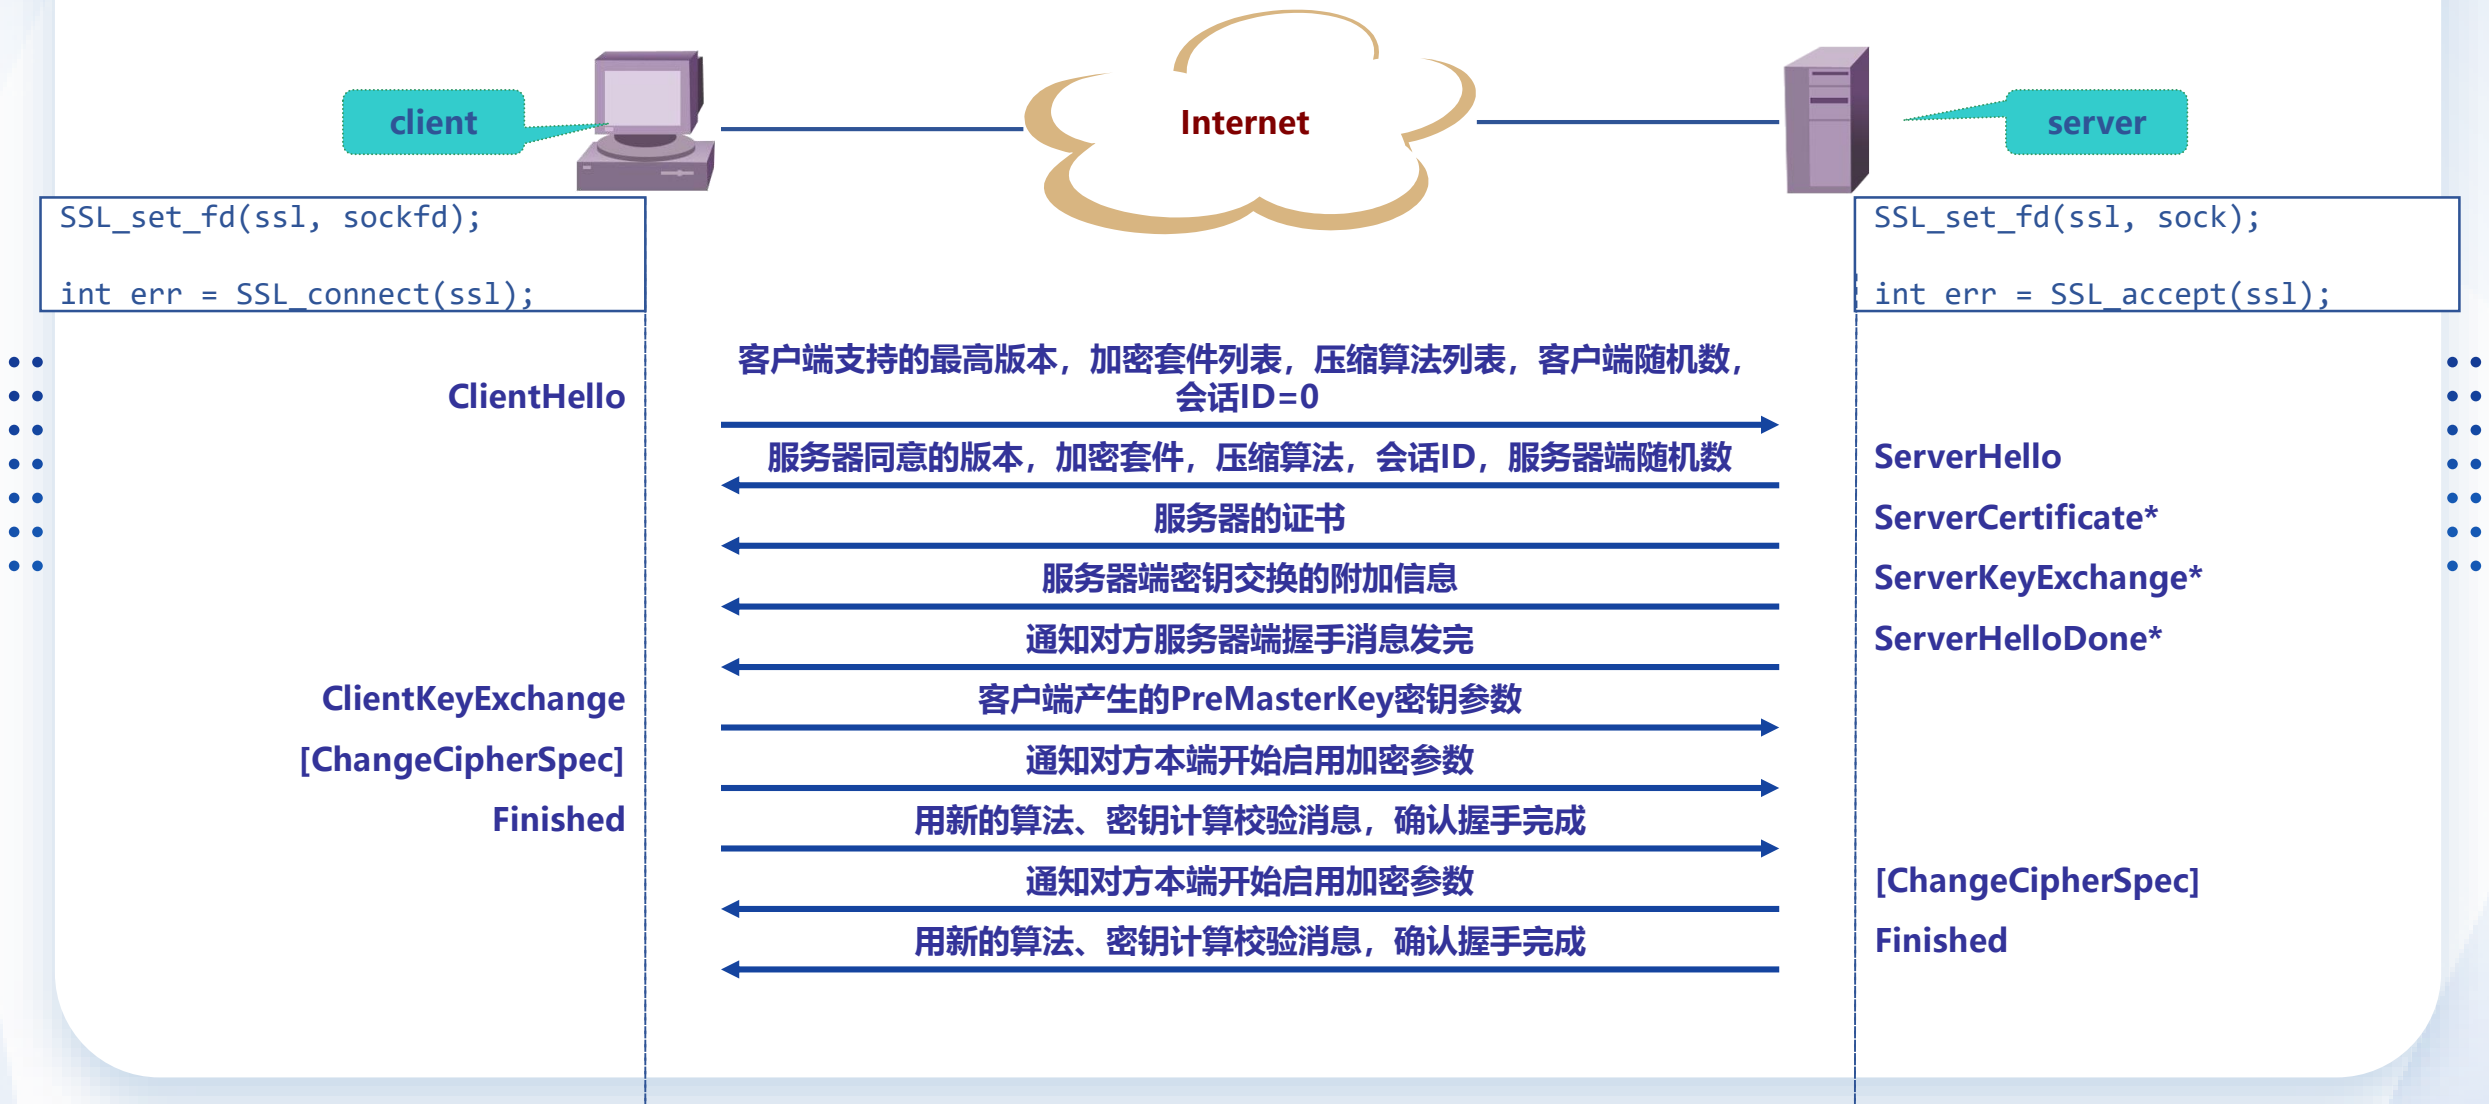 client
Internet
server
SSL_set_fd(ssl, sockfd);
int err = SSL_connect(ssl);
SSL_set_fd(ssl, sock);
int err = SSL_accept(ssl);
客户端支持的最高版本，加密套件列表，压缩算法列表，客户端随机数，
会话ID=0
ClientHello
服务器同意的版本，加密套件，压缩算法，会话ID，服务器端随机数
ServerHello
服务器的证书
ServerCertificate*
服务器端密钥交换的附加信息
ServerKeyExchange*
通知对方服务器端握手消息发完
ServerHelloDone*
ClientKeyExchange
客户端产生的PreMasterKey密钥参数
[ChangeCipherSpec]
通知对方本端开始启用加密参数
Finished
用新的算法、密钥计算校验消息，确认握手完成
通知对方本端开始启用加密参数
[ChangeCipherSpec]
用新的算法、密钥计算校验消息，确认握手完成
Finished